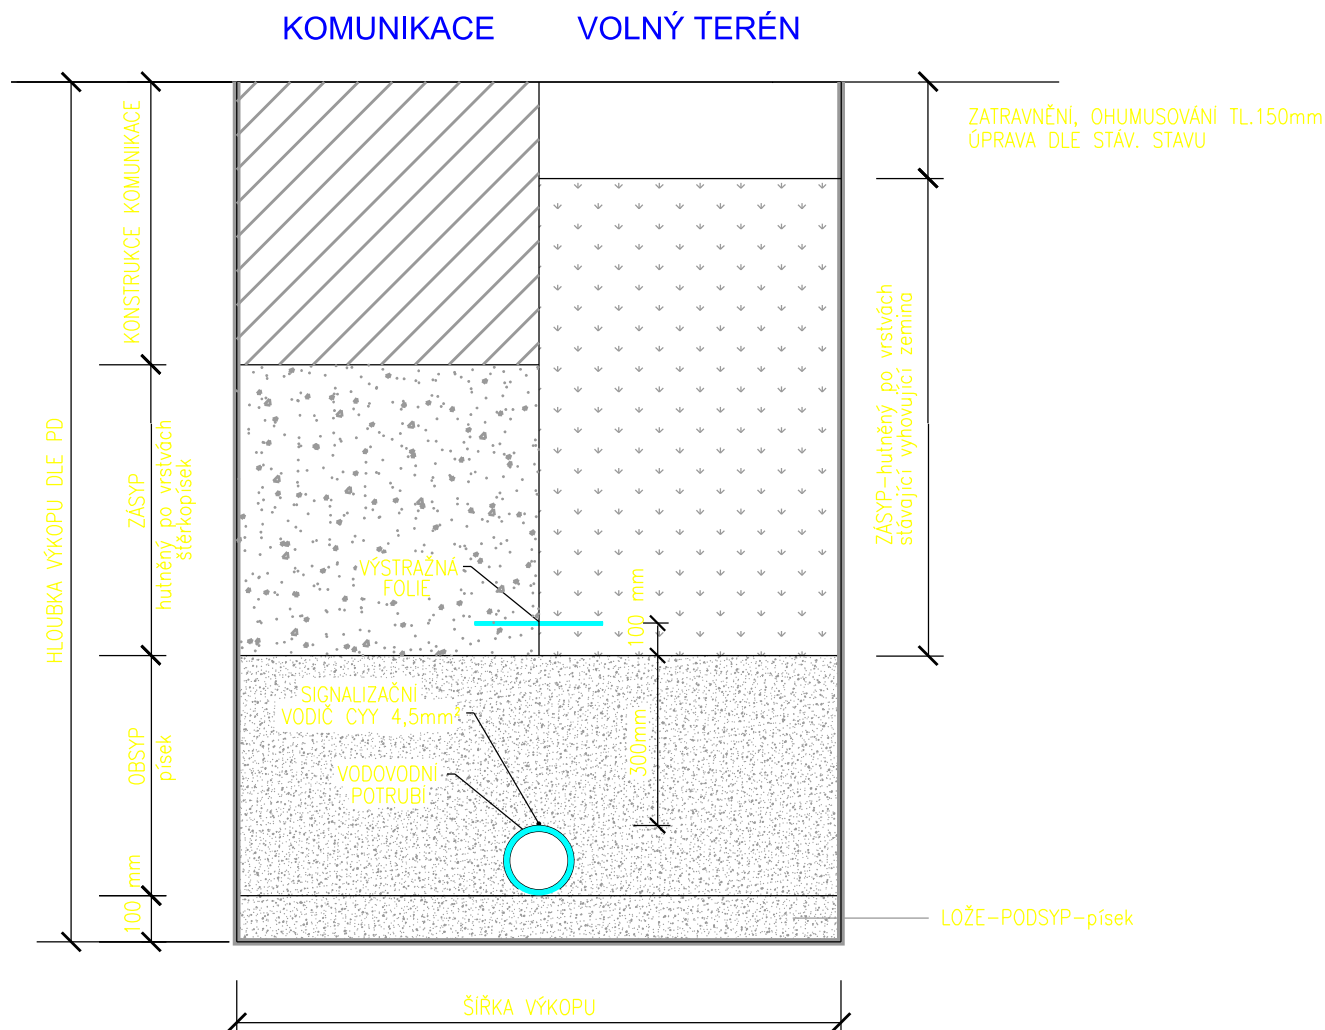 KOMUNIKACE
VOLNÝ TERÉN
ZATRAVNĚNÍ, OHUMUSOVÁNÍ TL.150mm
ÚPRAVA DLE STÁV. STAVU
HLOUBKA VÝKOPU DLE PD
KONSTRUKCE KOMUNIKACE
ZÁSYP
hutněný po vrstvách
štěrkopísek
OBSYP
písek
100 mm
VÝSTRAŽNÁ
FOLIE
SIGNALIZAČNÍ
VODIČ CYY 4,5mm²
VODOVODNÍ
POTRUBÍ
100 mm
300mm
ZÁSYP-hutněný po vrstvách
stávající vyhovující zemina
LOŽE-PODSYP-písek
ŠÍŘKA VÝKOPU